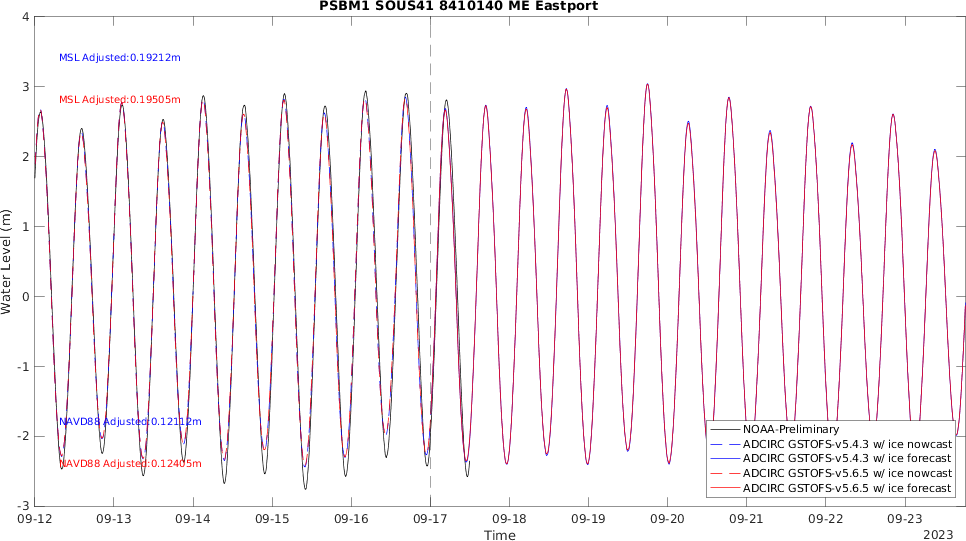 PSBM1 SOUS41 8410140 ME Eastport
4
3
2
1
0
-1
-2
-3
Water Level (m)
MSL Adjusted:0.19212m
MSL Adjusted:0.19505m
NAVD88 Adjusted:0.12112m
NAVD88 Adjusted:0.12405m
NOAA-Preliminary
ADCIRC GSTOFS-v5.4.3 w/ ice nowcast
ADCIRC GSTOFS-v5.4.3 w/ ice forecast
ADCIRC GSTOFS-v5.6.5 w/ ice nowcast
ADCIRC GSTOFS-v5.6.5 w/ ice forecast
09-12 09-13 09-14 09-15 09-16 09-17 09-18 09-19 09-20 09-21 09-22 09-23
Time
2023